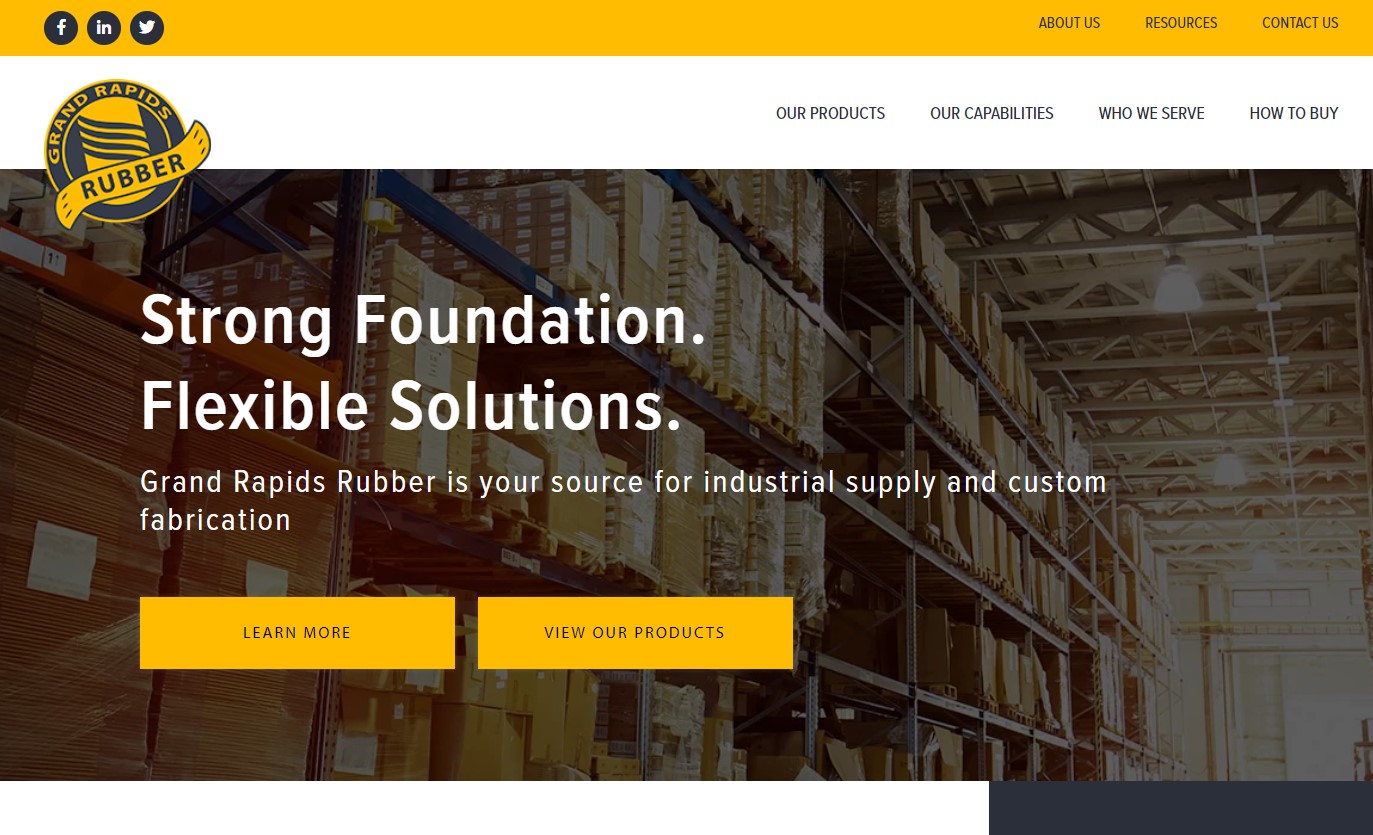 ABOUT US
RESOURCES
CONTACT US
GRAND RAPIDS
RUBBER
OUR PRODUCTS
OUR CAPABILITIES
WHO WE SERVE
HOW TO BUY
11
Strong Foundation.
Flexible Solutions.
Grand Rapids Rubber is your source for industrial supply and custom
fabrication
LEARN MORE
VIEW OUR PRODUCTS